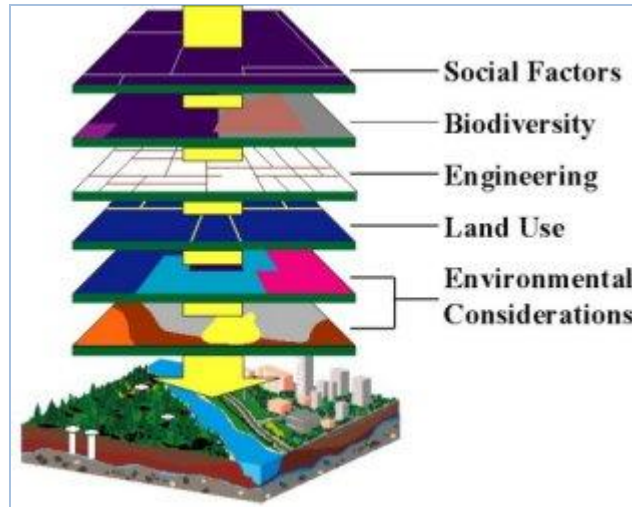 Social Factors
Biodiversity
Engineering
Land Use
Environmental
Considerations